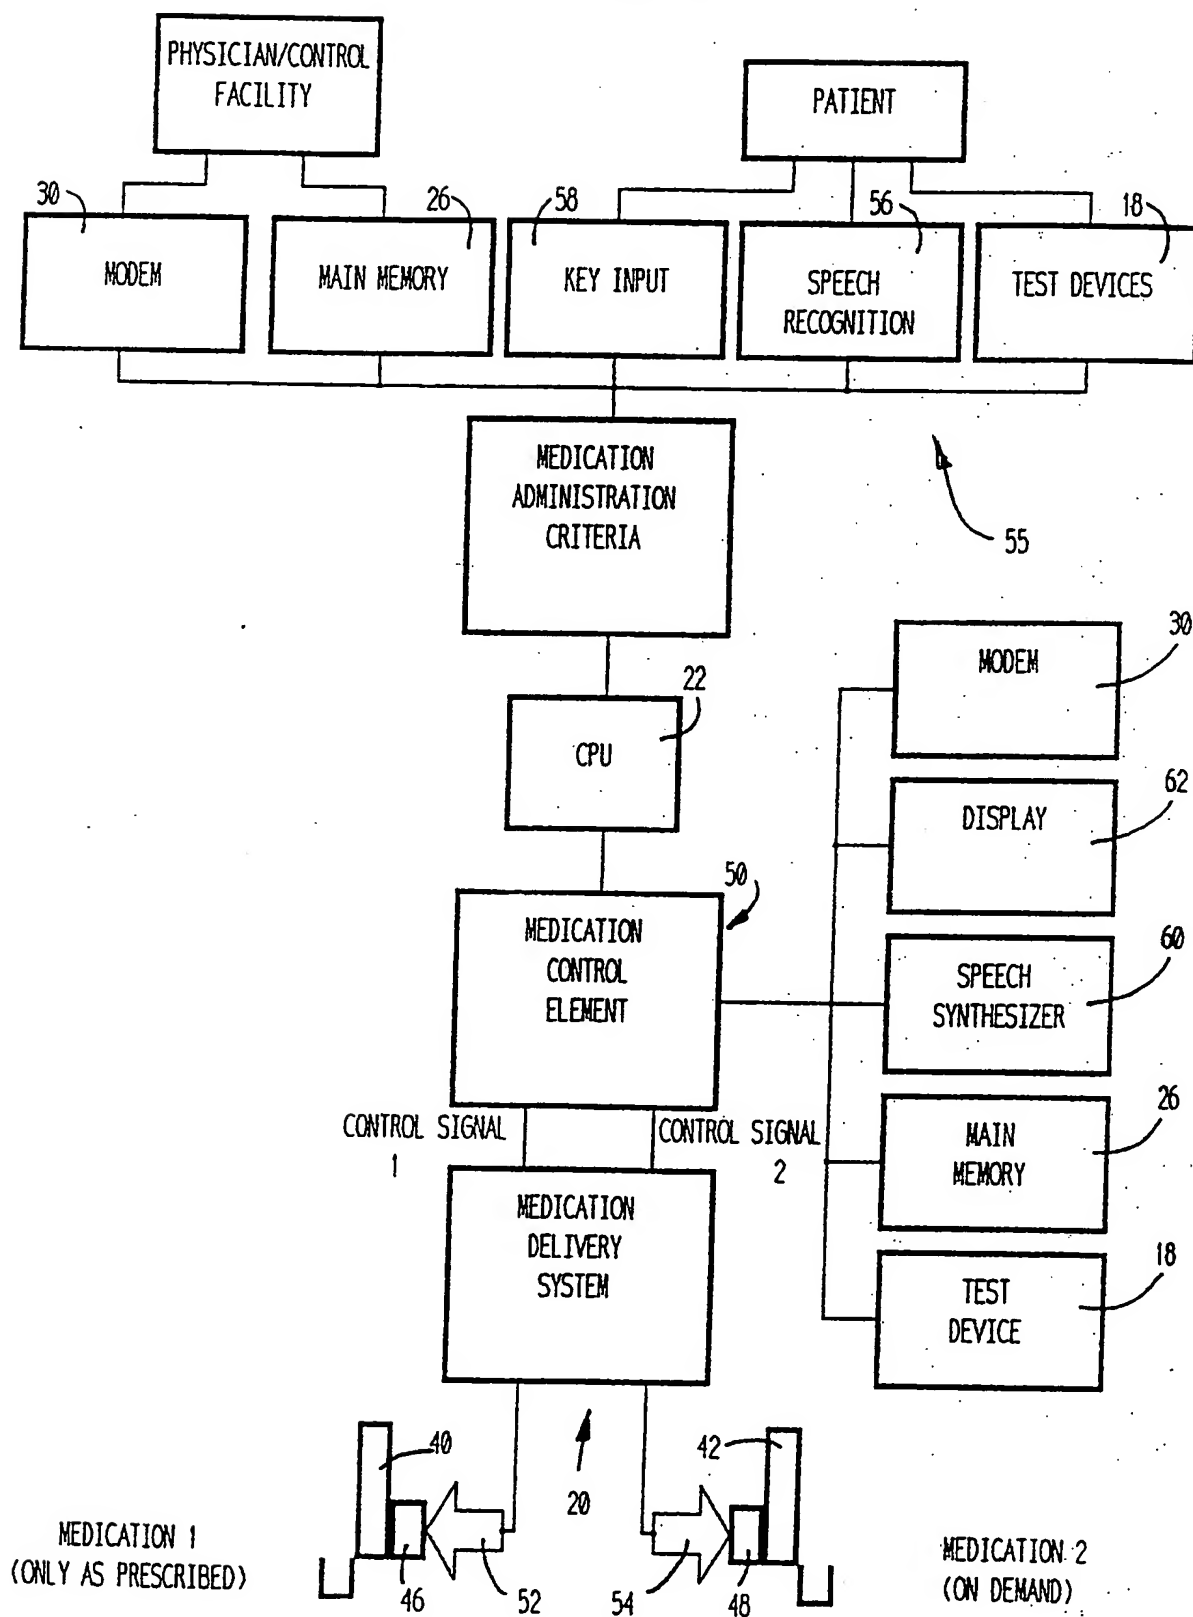 PHYSICIAN/CONTROL
FACILITY
PATIENT
30
26
58
56
18
MODEM
MAIN MEMORY
KEY INPUT
SPEECH
RECOGNITION
TEST DEVICES
MEDICATION
ADMINISTRATION
CRITERIA
55
22
CPU
30
MODEM
62
DISPLAY
50
MEDICATION
CONTROL
ELEMENT
60
SPEECH
SYNTHESIZER
CONTROL SIGNAL
1
CONTROL SIGNAL
2
26
MAIN
MEMORY
MEDICATION
DELIVERY
SYSTEM
18
TEST
DEVICE
40
42
20
MEDICATION 1
(ONLY AS PRESCRIBED)
46
52
54
48
MEDICATION 2
(ON DEMAND)